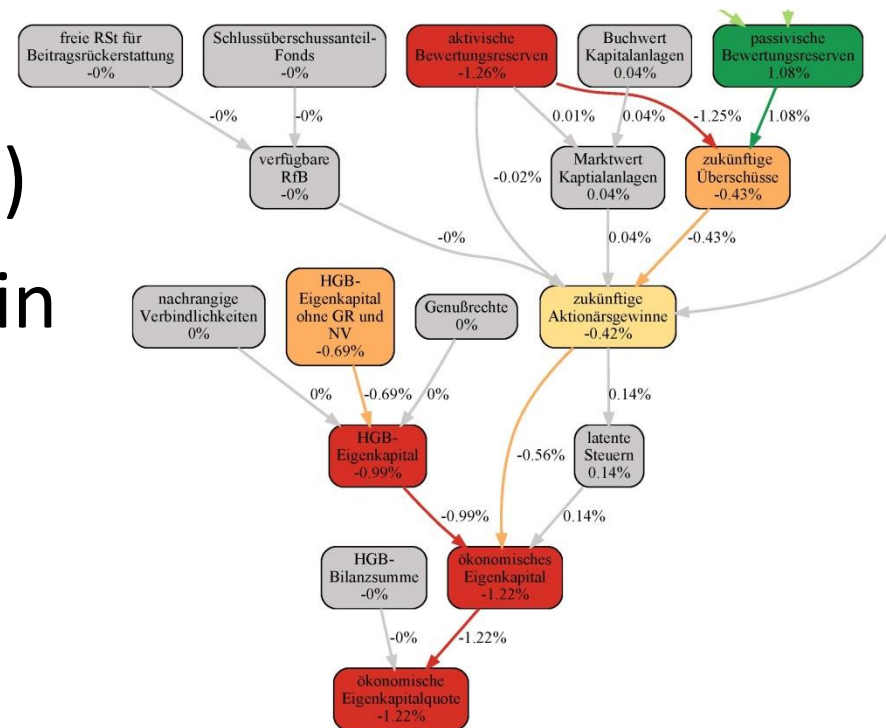 freie RSt für
Beitragsrückerstattung
-0%
Schlussüberschussanteil-
Fonds
-0%
aktivische
Bewertungsreserven
-1.26%
Buchwert
Kapitalanlagen
0.04%
passivische
Bewertungsreserven
1.08%
-0%
-0%
0.01%
0.04%
-1.25%
1.08%
)
verfügbare
RfB
-0%
-0.02%
Marktwert
Kaptialanlagen
0.04%
zukünftige
Überschüsse
-0.43%
-0%
0.04%
-0.43%
in
nachrangige
Verbindlichkeiten
0%
HGB-
Eigenkapital
ohne GR und
NV
-0.69%
Genußrechte
0%
zukünftige
Aktionärsgewinne
-0.42%
0%
-0.69%
0%
0.14%
HGB-
Eigenkapital
-0.99%
-0.56%
latente
Steuern
0.14%
-0.99%
0.14%
HGB-
Bilanzsumme
-0%
ökonomisches
Eigenkapital
-1.22%
-0%
-1.22%
ökonomische
Eigenkapitalquote
-1.22%